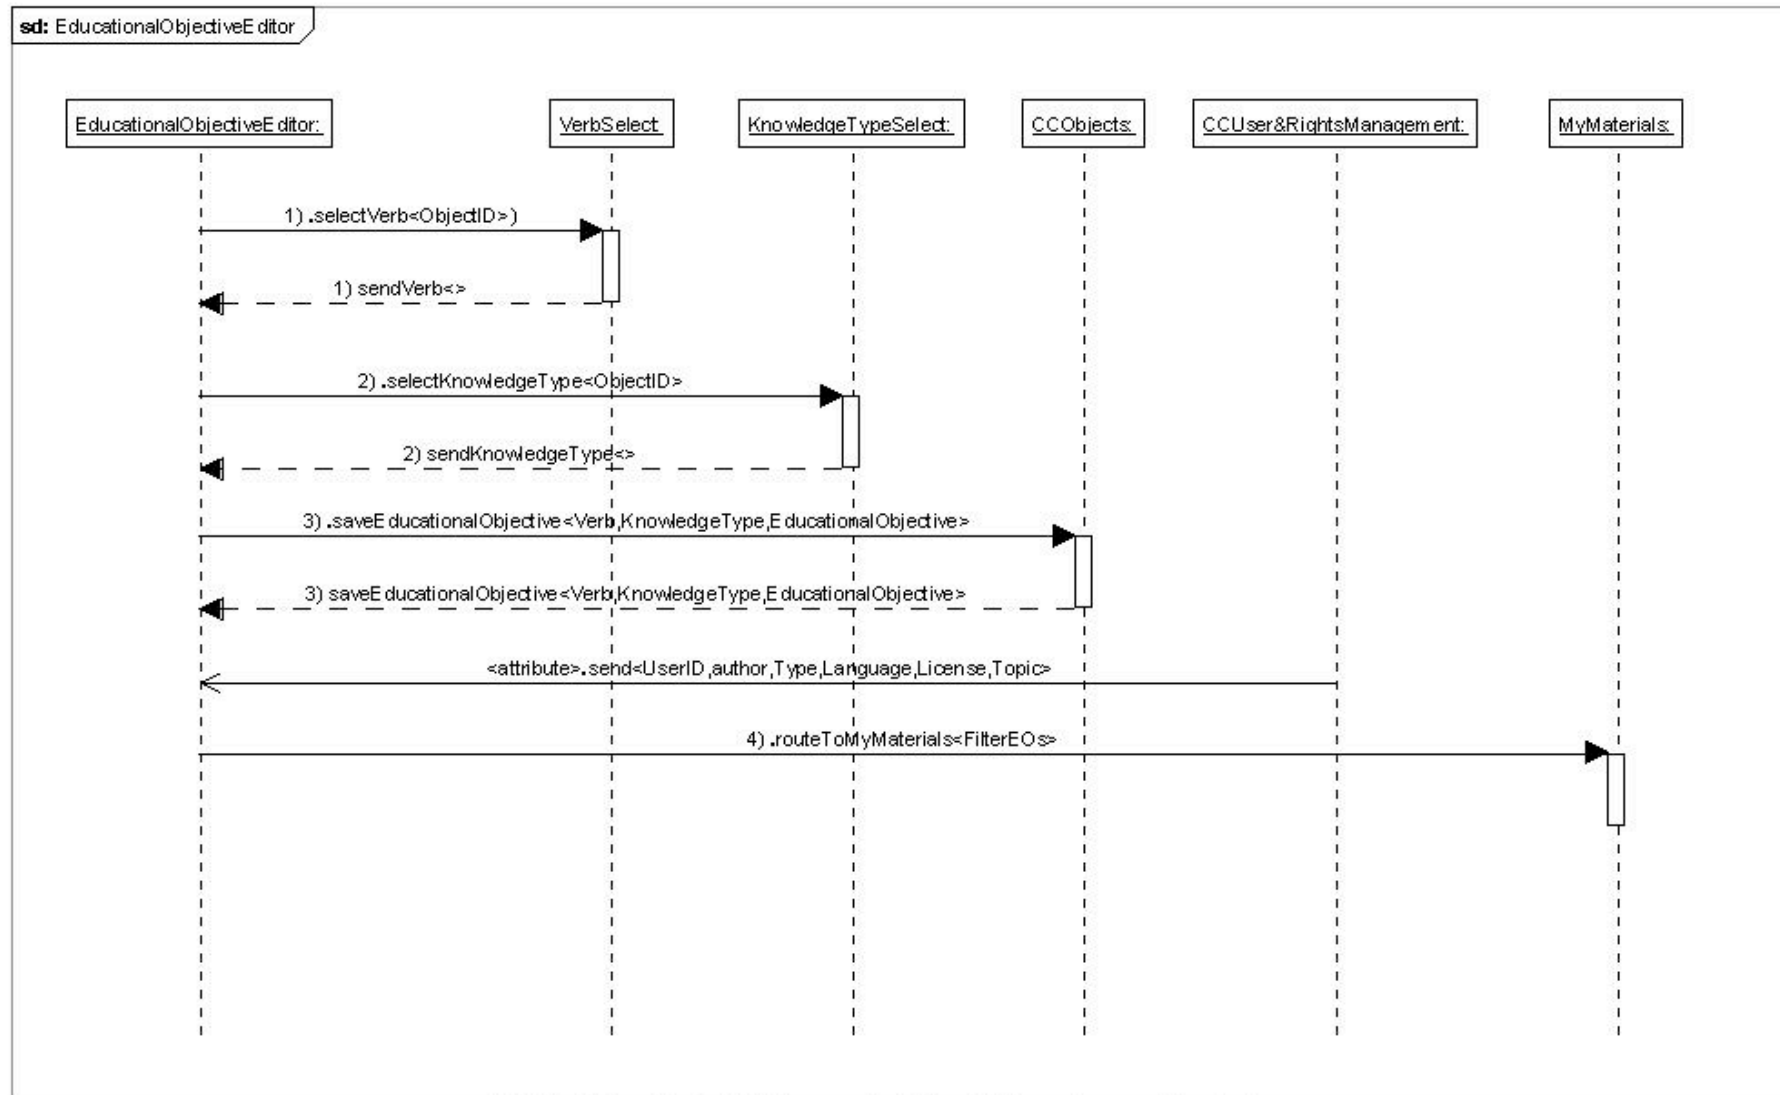 sd: EducationalObjectiveEditor
EducationalObjectiveEditor: VerbSelect: KnowledgeTypeSelect: CCObjects: CCUser&RightsManagement: MyMaterials:
1) .selectVerb<ObjectID>)
1) sendVerb<>
2) .selectKnowledgeType<ObjectID>
2) sendKnowledgeType<>
3) .saveEducationalObjective<Verb,KnowledgeType,EducationalObjective>
3) saveEducationalObjective<Verb,KnowledgeType,EducationalObjective>
<attribute>.send<UserID,author,Type,Language,License,Topic>
4) .routeToMyMaterials<FilterEOs>